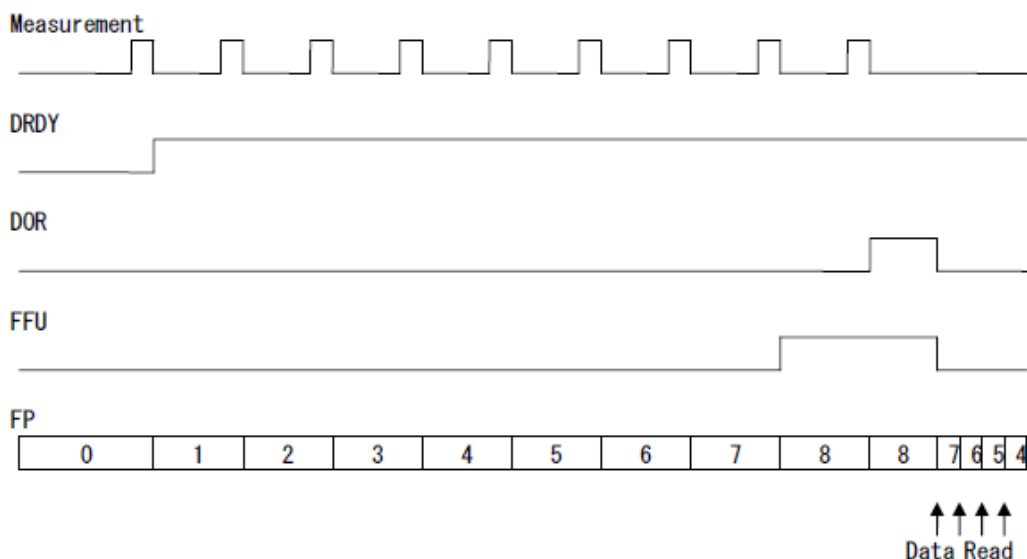 Measurement
DRDY
DOR
FFU
FP
0 1 2 3 4 5 6 7 8 8 7 6 5 4
Data Read